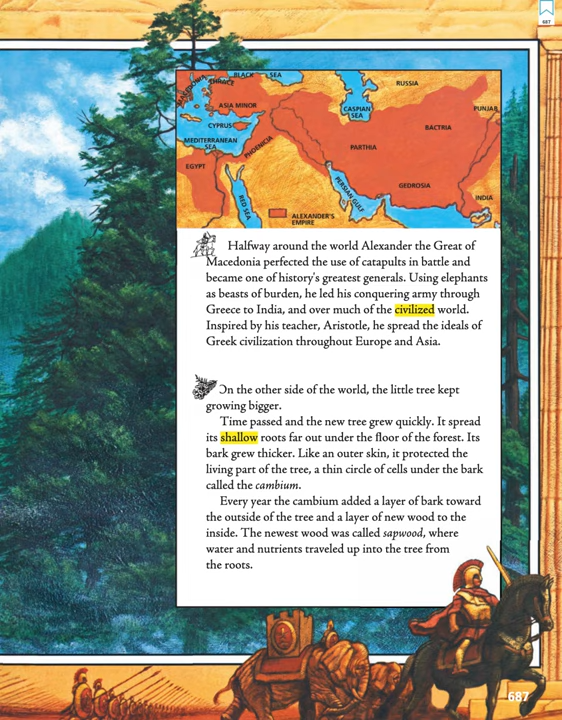 687
MACEDONIA
THRACE
BLACK SEA
RUSSIA
ASIA MINOR
CASPIAN
SEA
PUNJAB
CYPRUS
BACTRIA
MEDITERRANEAN
SEA
PHOENICIA
PARTHIA
EGYPT
PERSIAN GULF
GEDROSIA
RED SEA
INDIA
ALEXANDER'S
EMPIRE
Halfway around the world Alexander the Great of
Macedonia perfected the use of catapults in battle and
became one of history's greatest generals. Using elephants
as beasts of burden, he led his conquering army through
Greece to India, and over much of the civilized world.
Inspired by his teacher, Aristotle, he spread the ideals of
Greek civilization throughout Europe and Asia.
On the other side of the world, the little tree kept
growing bigger.
Time passed and the new tree grew quickly. It spread
its shallow roots far out under the floor of the forest. Its
bark grew thicker. Like an outer skin, it protected the
living part of the tree, a thin circle of cells under the bark
called the cambium.
Every year the cambium added a layer of bark toward
the outside of the tree and a layer of new wood to the
inside. The newest wood was called sapwood, where
water and nutrients traveled up into the tree from
the roots.
687